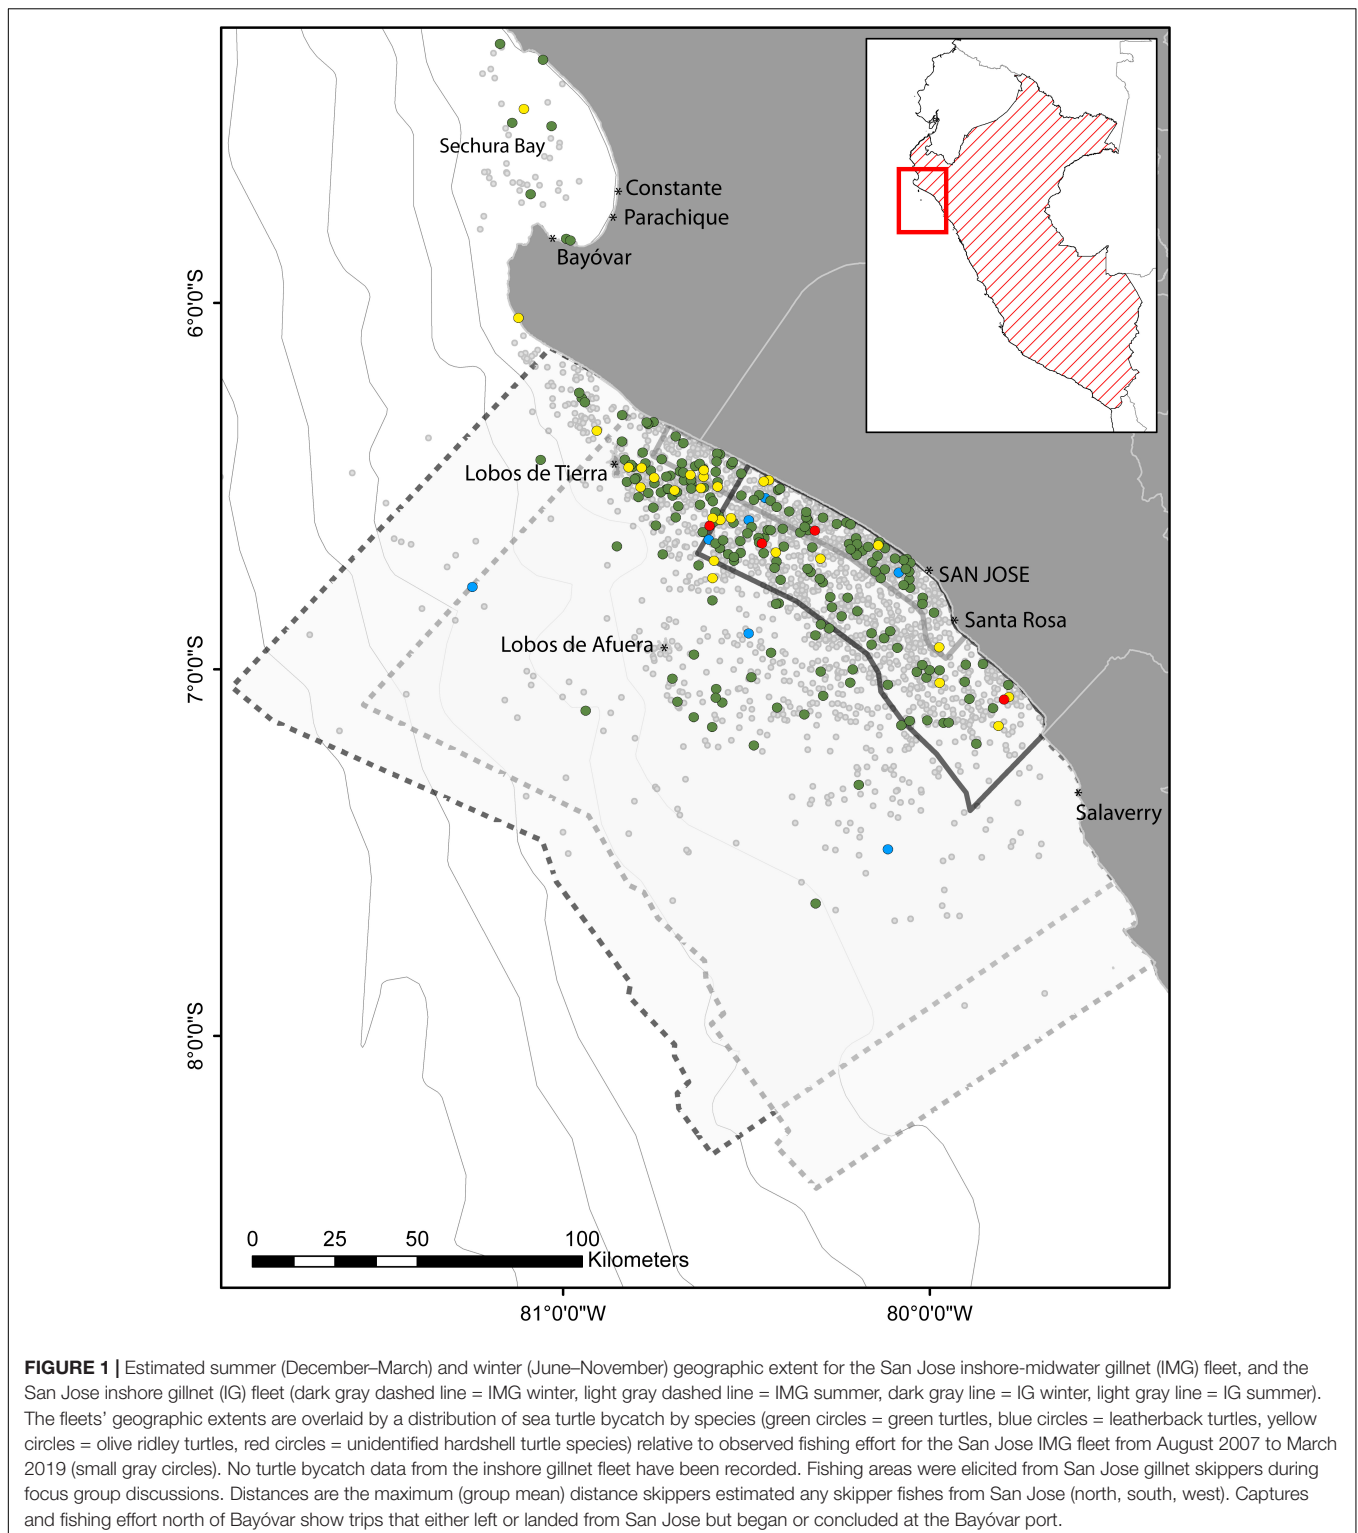 Sechura Bay
* Constante
* Parachique
*
Bayóvar
6°0'0"S
Lobos de Tierra *
* SAN JOSE
* Santa Rosa
Lobos de Afuera *
7°0'0"S
*
Salaverry
8°0'0"S
0 25 50 100
Kilometers
81°0'0"W 80°0'0"W
FIGURE 1 | Estimated summer (December–March) and winter (June–November) geographic extent for the San Jose inshore-midwater gillnet (IMG) fleet, and the
San Jose inshore gillnet (IG) fleet (dark gray dashed line = IMG winter, light gray dashed line = IMG summer, dark gray line = IG winter, light gray line = IG summer).
The fleets' geographic extents are overlaid by a distribution of sea turtle bycatch by species (green circles = green turtles, blue circles = leatherback turtles, yellow
circles = olive ridley turtles, red circles = unidentified hardshell turtle species) relative to observed fishing effort for the San Jose IMG fleet from August 2007 to March
2019 (small gray circles). No turtle bycatch data from the inshore gillnet fleet have been recorded. Fishing areas were elicited from San Jose gillnet skippers during
focus group discussions. Distances are the maximum (group mean) distance skippers estimated any skipper fishes from San Jose (north, south, west). Captures
and fishing effort north of Bayóvar show trips that either left or landed from San Jose but began or concluded at the Bayóvar port.